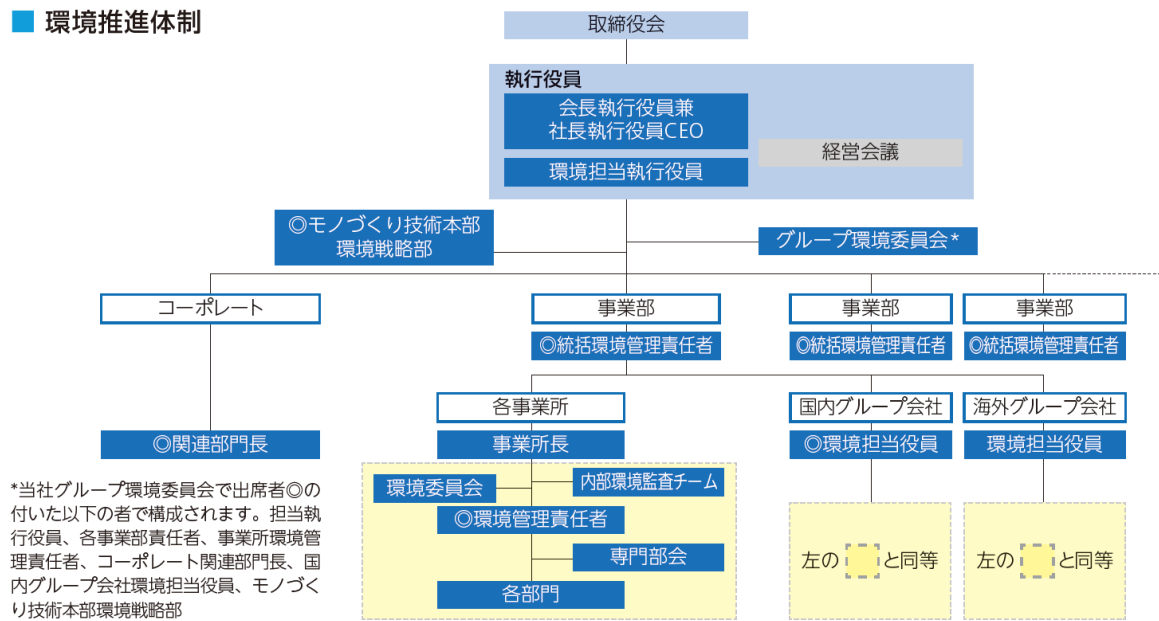 環境推進体制
取締役会
執行役員
会長執行役員兼
社長執行役員CEO
経営会議
環境担当執行役員
◎モノづくり技術本部
環境戦略部
グループ環境委員会*
コーポレート
事業部
事業部
事業部
◎統括環境管理責任者
◎統括環境管理責任者
◎統括環境管理責任者
各事業所
国内グループ会社
海外グループ会社
◎関連部門長
事業所長
◎環境担当役員
環境担当役員
環境委員会
内部環境監査チーム
◎環境管理責任者
専門部会
各部門
左の と同等
左の と同等
*当社グループ環境委員会で出席者◎の
付いた以下の者で構成されます。担当執
行役員、各事業部責任者、事業所環境管
理責任者、コーポレート関連部門長、国
内グループ会社環境担当役員、モノづく
り技術本部環境戦略部